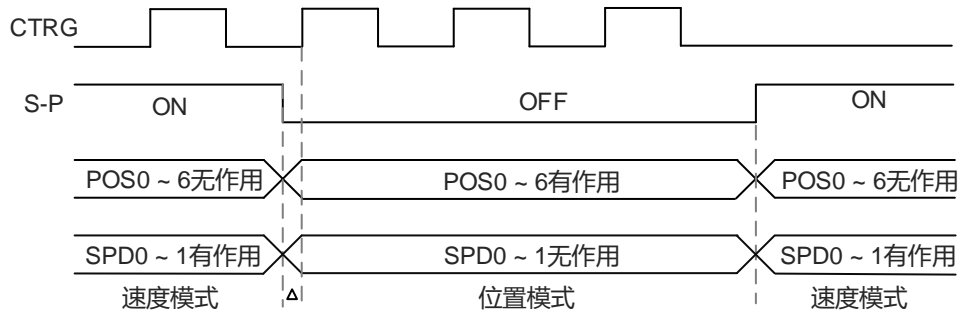 CTRG
S-P ON OFF ON
POS0 ~ 6无作用 POS0 ~ 6有作用 POS0 ~ 6无作用
SPD0 ~ 1有作用 SPD0 ~ 1无作用 SPD0 ~ 1有作用
速度模式 Δ 位置模式 速度模式